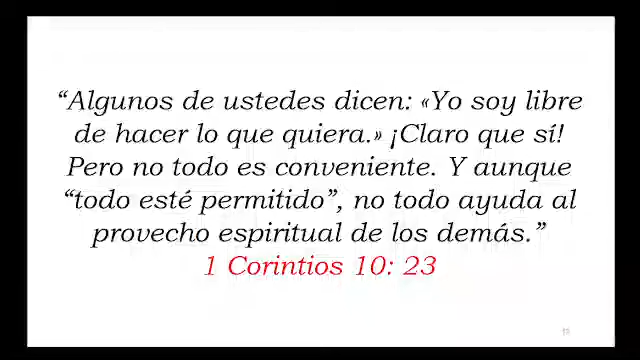 “Algunos de ustedes dicen: «Yo soy libre
de hacer lo que quiera.» ¡Claro que sí!
Pero no todo es conveniente. Y aunque
“todo esté permitido”, no todo ayuda al
provecho espiritual de los demás.”
1 Corintios 10: 23